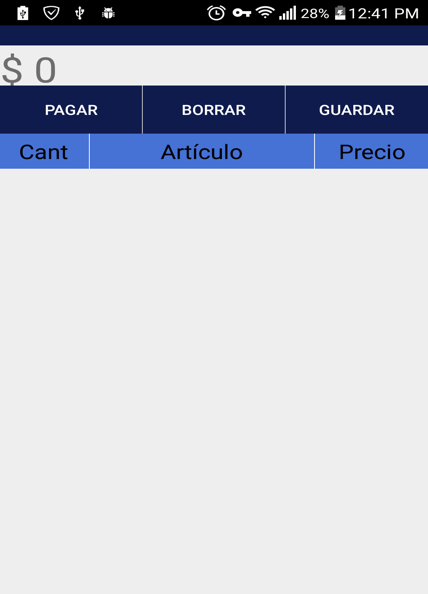 28% 12:41 PM
$ 0
PAGAR BORRAR GUARDAR
Cant Artículo Precio